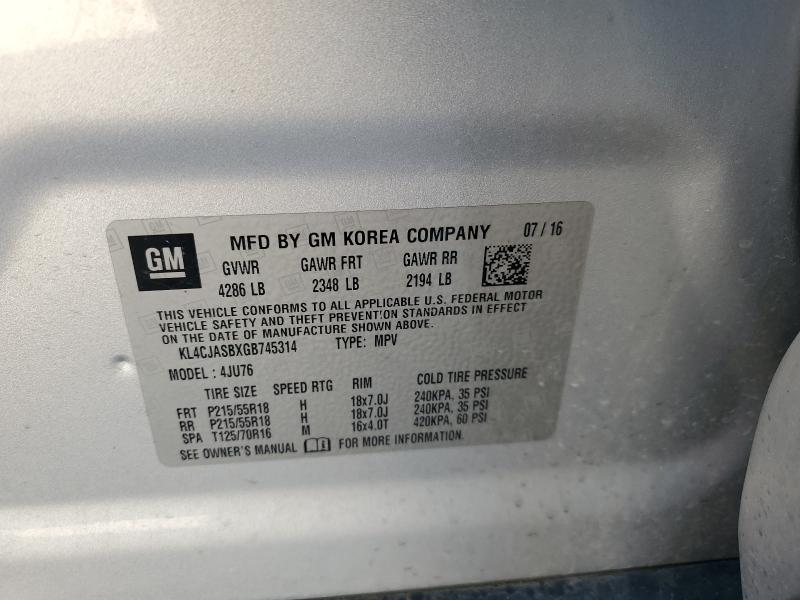 GM
MFD BY GM KOREA COMPANY 07 / 16
GVWR GAWR FRT GAWR RR
4286 LB 2348 LB 2194 LB
THIS VEHICLE CONFORMS TO ALL APPLICABLE U.S. FEDERAL MOTOR
VEHICLE SAFETY AND THEFT PREVENTION STANDARDS IN EFFECT
ON THE DATE OF MANUFACTURE SHOWN ABOVE.
KL4CJASBXGB745314 TYPE: MPV
MODEL : 4JU76
TIRE SIZE SPEED RTG RIM COLD TIRE PRESSURE
FRT P215/55R18 H 18x7.0J 240KPA, 35 PSI
RR P215/55R18 H 18x7.0J 240KPA, 35 PSI
SPA T125/70R16 M 16x4.0T 420KPA, 60 PSI
SEE OWNER'S MANUAL FOR MORE INFORMATION.